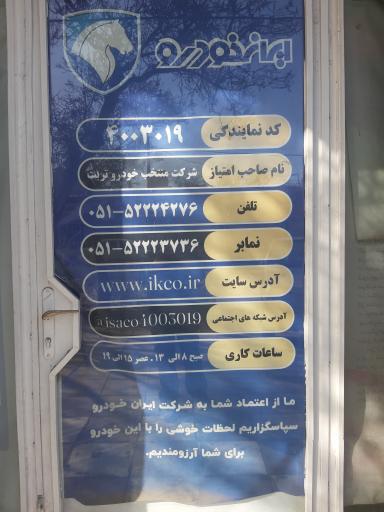 ایران خودرو
کد نمایندگی ۴۰۰۳۰۱۹
نام صاحب امتیاز شرکت منتخب خودرو تربت
تلفن ۰۵۱-۵۲۲۲۴۲۷۶
نمابر ۰۵۱-۵۲۲۲۳۷۳۶
آدرس سایت www.ikco.ir
آدرس شبکه های اجتماعی isaco i003019
ساعات کاری صبح ۸ الی ۱۳ - عصر ۱۵ الی ۱۹
ما از اعتماد شما به شرکت ایران خودرو
سپاسگزاریم لحظات خوشی را با این خودرو
برای شما آرزومندیم.